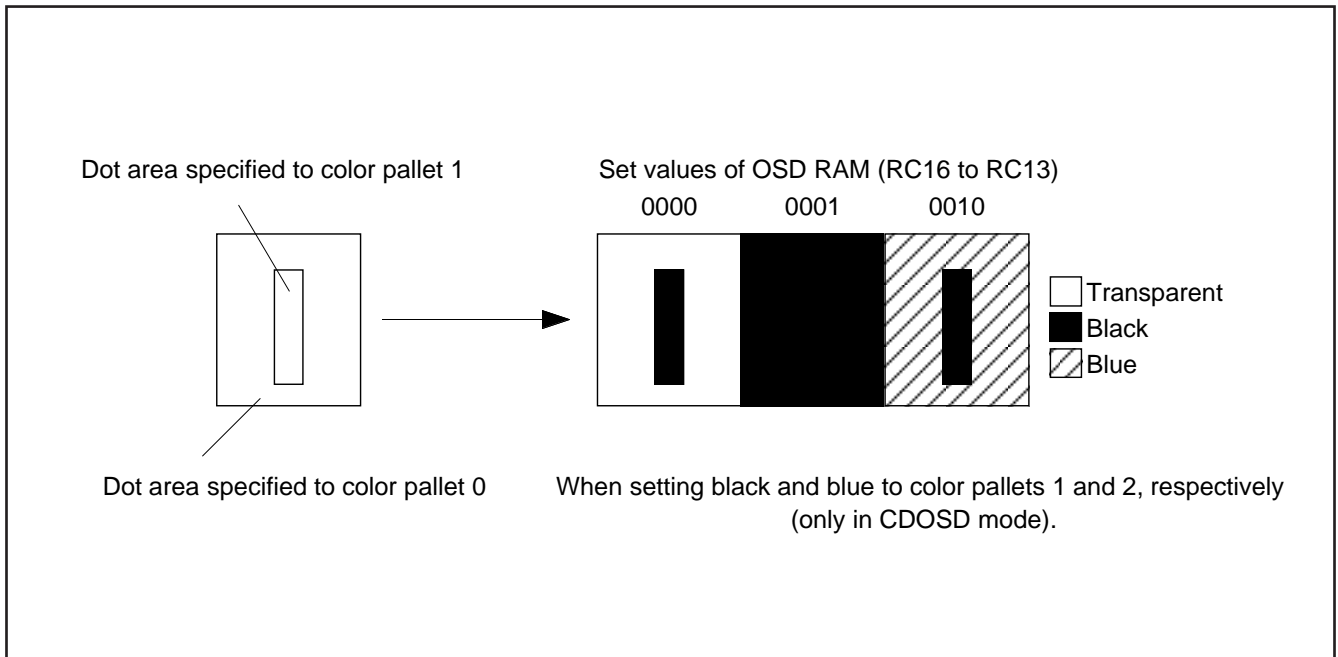 Dot area specified to color pallet 1
Set values of OSD RAM (RC16 to RC13)
0000 0001 0010
Transparent
Black
Blue
Dot area specified to color pallet 0
When setting black and blue to color pallets 1 and 2, respectively
(only in CDOSD mode).